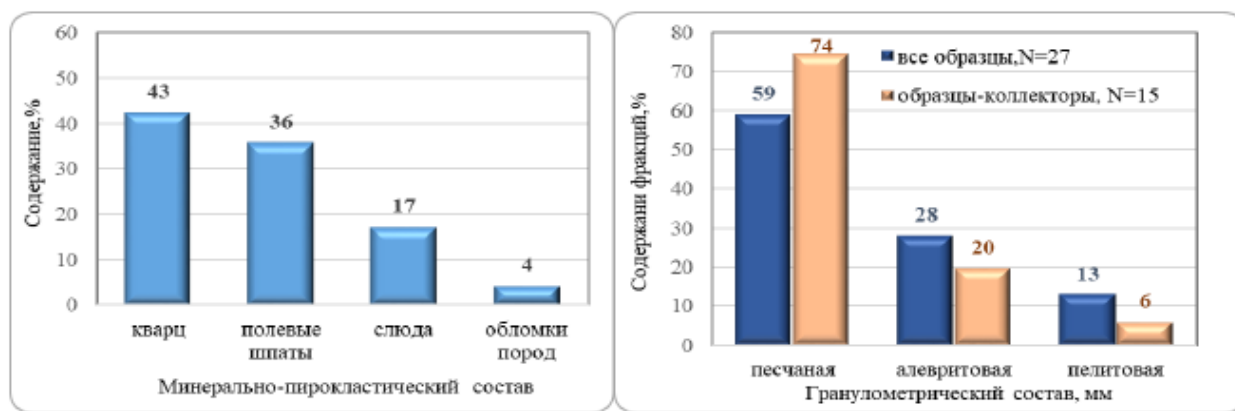 60
50
40
30
20
10
0
Содержание,%
43
36
17
4
кварц
полевые
шпаты
слюда
обломки
пород
Минерально-пирокластический состав
80
70
60
50
40
30
20
10
0
Содержани фракций,%
все образцы,N=27
образцы-коллекторы, N=15
59
74
28
20
13
6
песчаная
алевритовая
пелитовая
Гранулометрический состав, мм